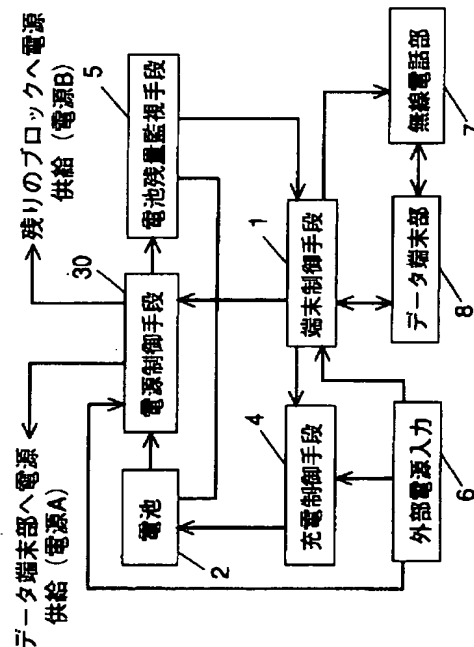 データ端末部へ電源
供給（電源A）
残りのブロックへ電源
供給（電源B）
30
5
電池
電源制御手段
電池残量監視手段
2
4
1
充電制御手段
端末制御手段
外部電源入力
データ端末部
無線電話部
6
8
7